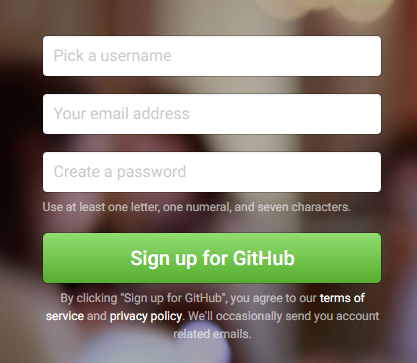 Pick a username
Your email address
Create a password
Use at least one letter, one numeral, and seven characters.
Sign up for GitHub
By clicking "Sign up for GitHub", you agree to our terms of
service and privacy policy. We'll occasionally send you account
related emails.